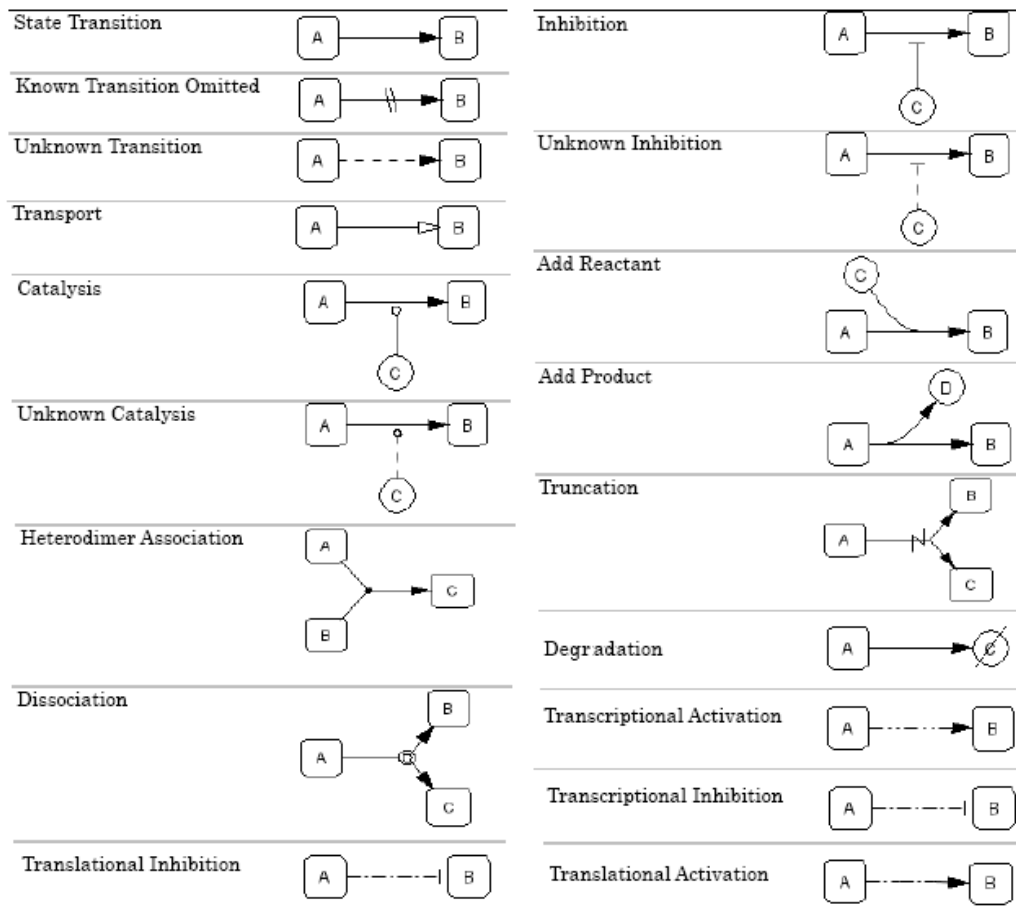 State Transition
A B
Known Transition Omitted
A B
Unknown Transition
A B
Transport
A B
Catalysis
A B
C
Unknown Catalysis
A B
C
Heterodimer Association
A
C
B
Dissociation
B
A
C
Translational Inhibition
A B
Inhibition
A B
C
Unknown Inhibition
A B
C
Add Reactant
C
A B
Add Product
D
A B
Truncation
B
A
C
Degradation
A C
Transcriptional Activation
A B
Transcriptional Inhibition
A B
Translational Activation
A B